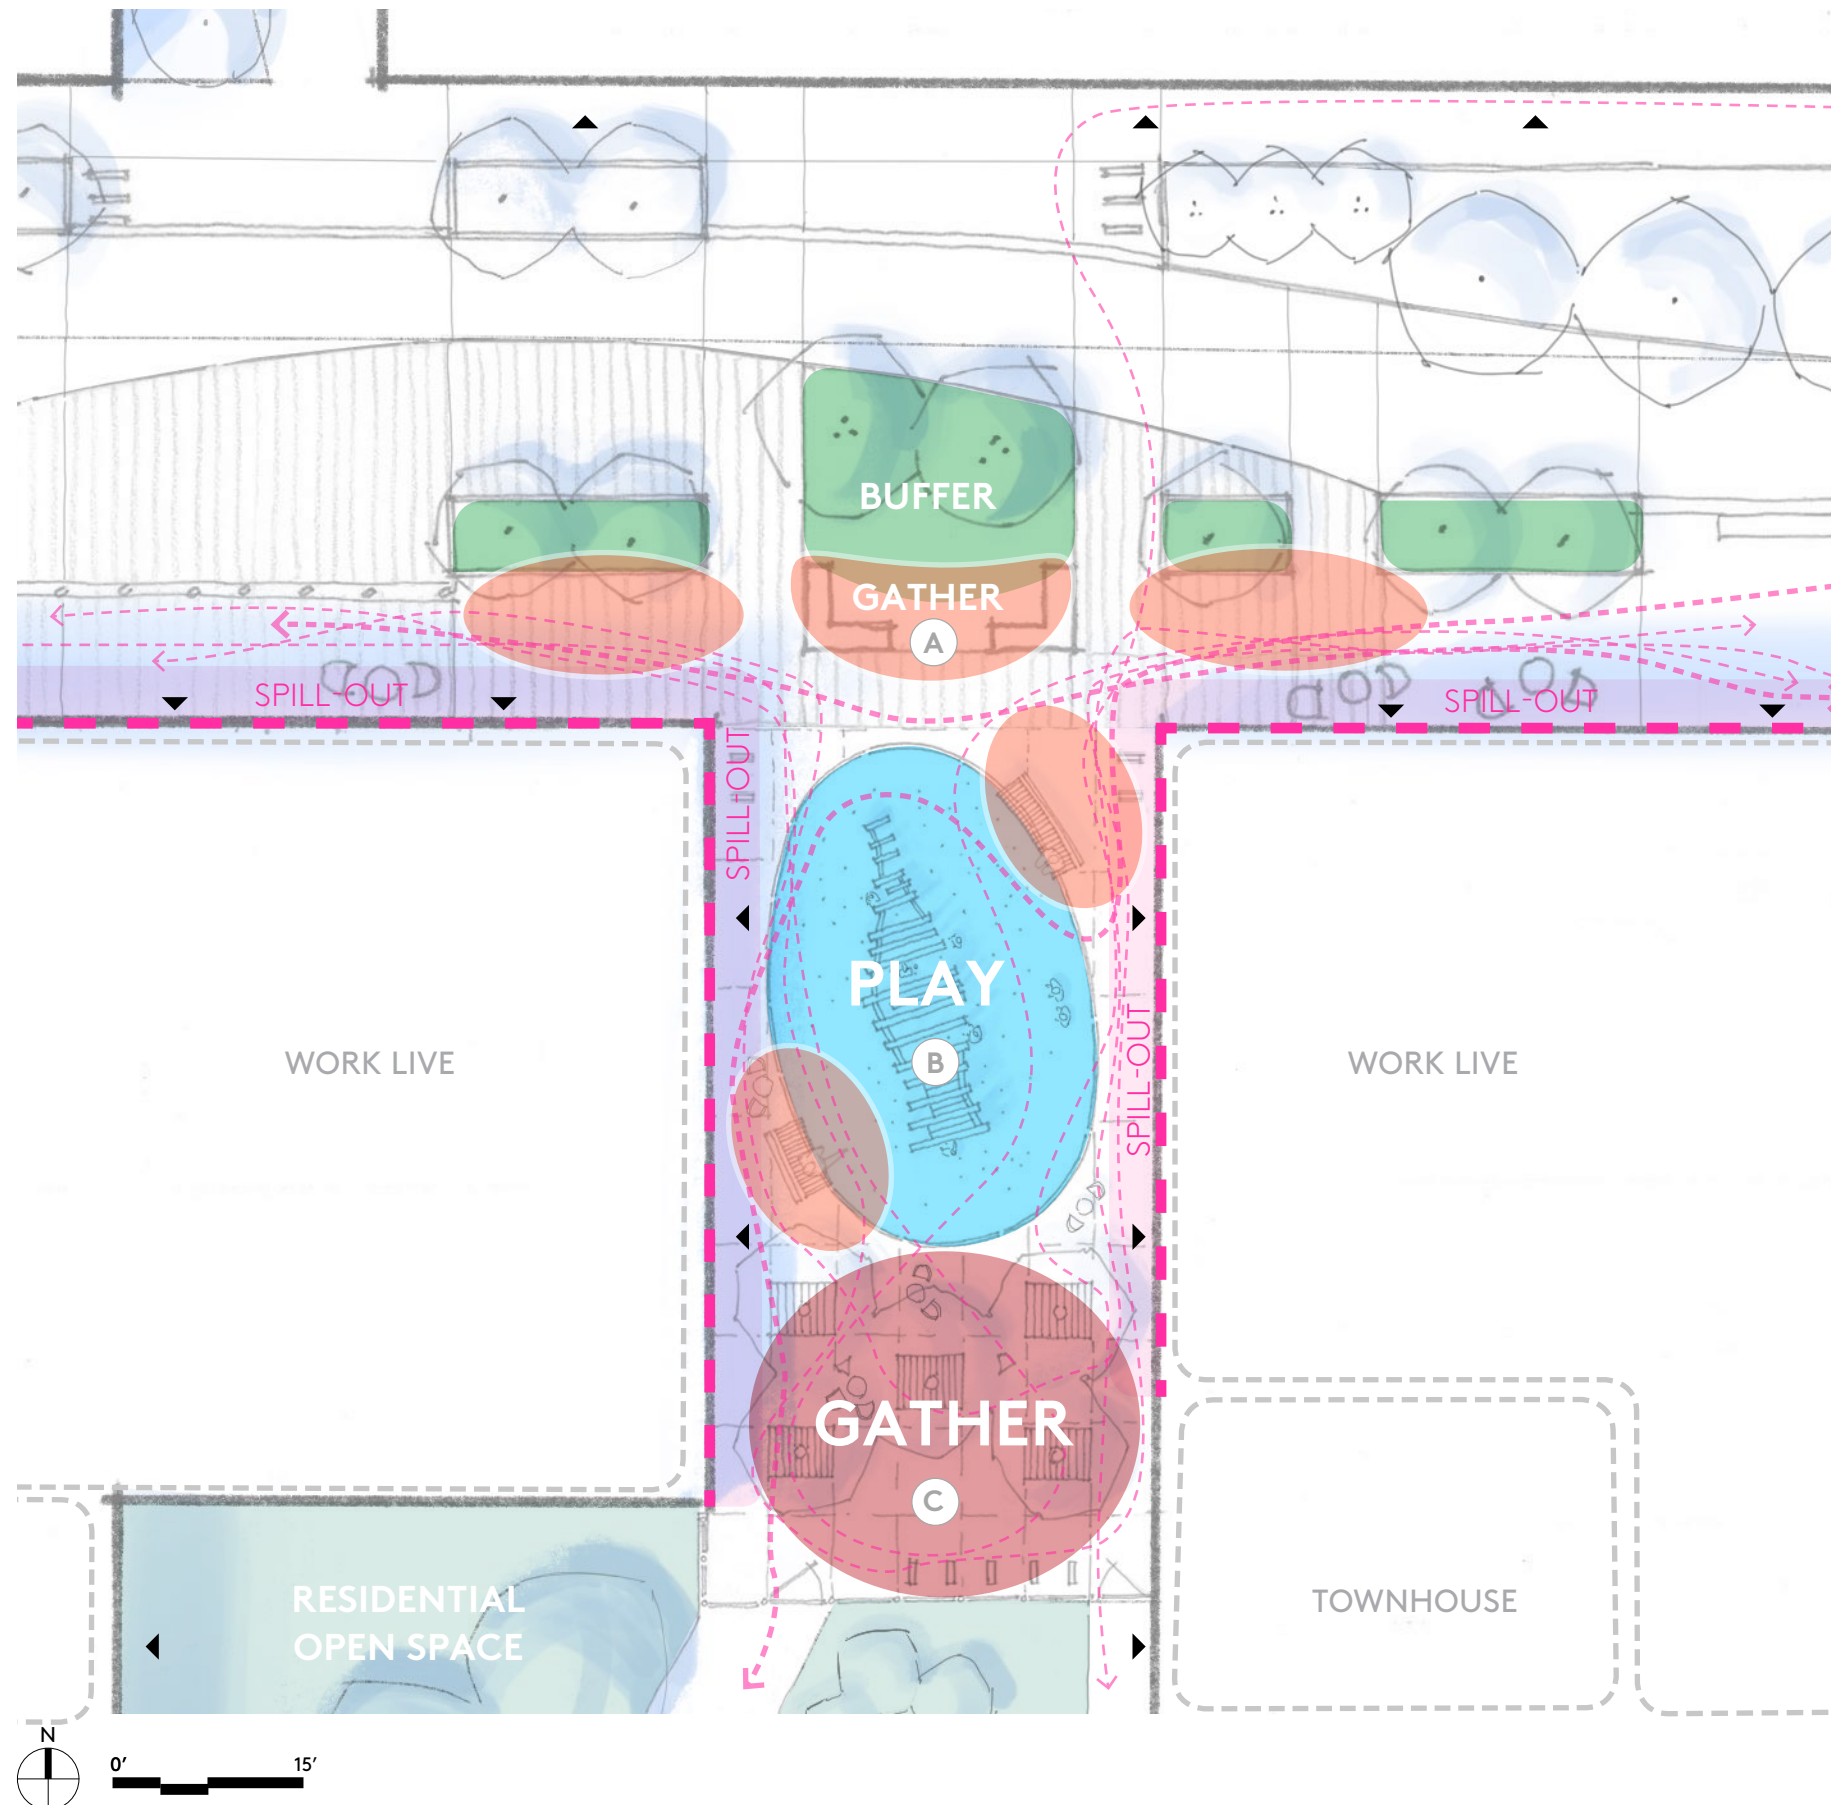 BUFFER
GATHER
A
SPILL-OUT
SPILL-OUT
SPILL-OUT
PLAY
B
SPILL-OUT
WORK LIVE
WORK LIVE
GATHER
C
RESIDENTIAL
OPEN SPACE
TOWNHOUSE
N
0’
15’